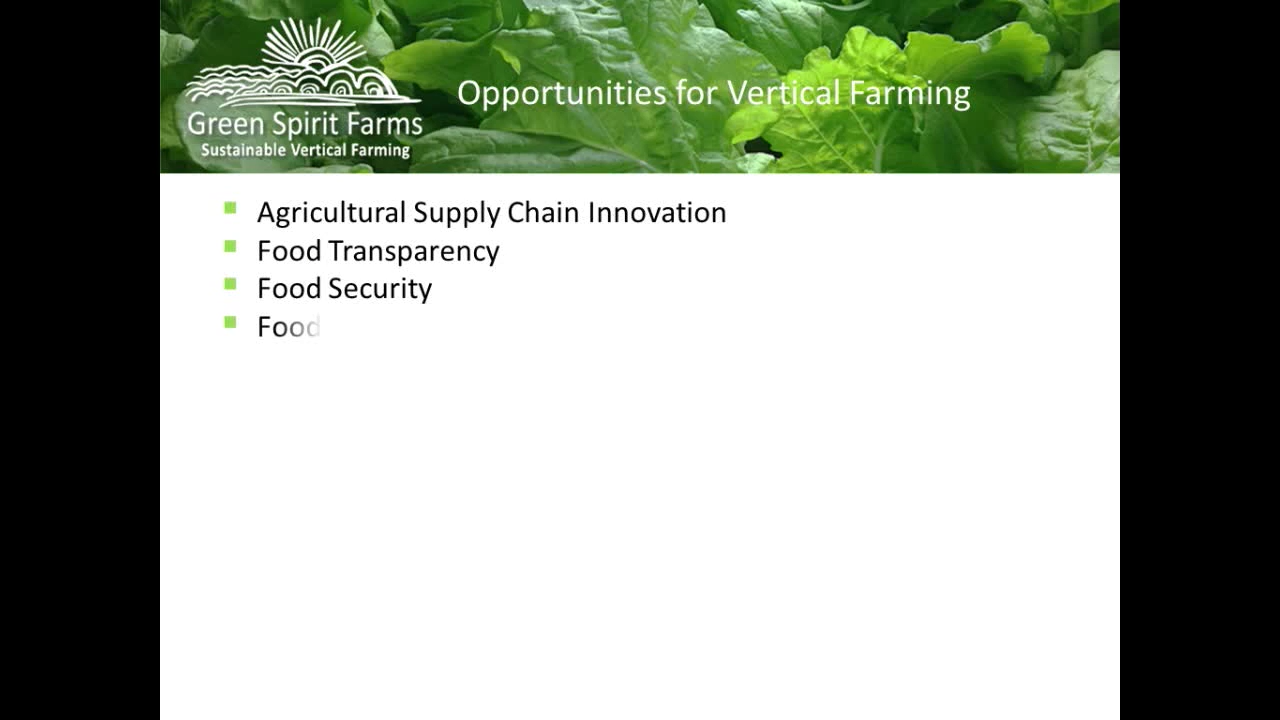 Green Spirit Farms
Sustainable Vertical Farming
Opportunities for Vertical Farming
Agricultural Supply Chain Innovation
Food Transparency
Food Security
Food